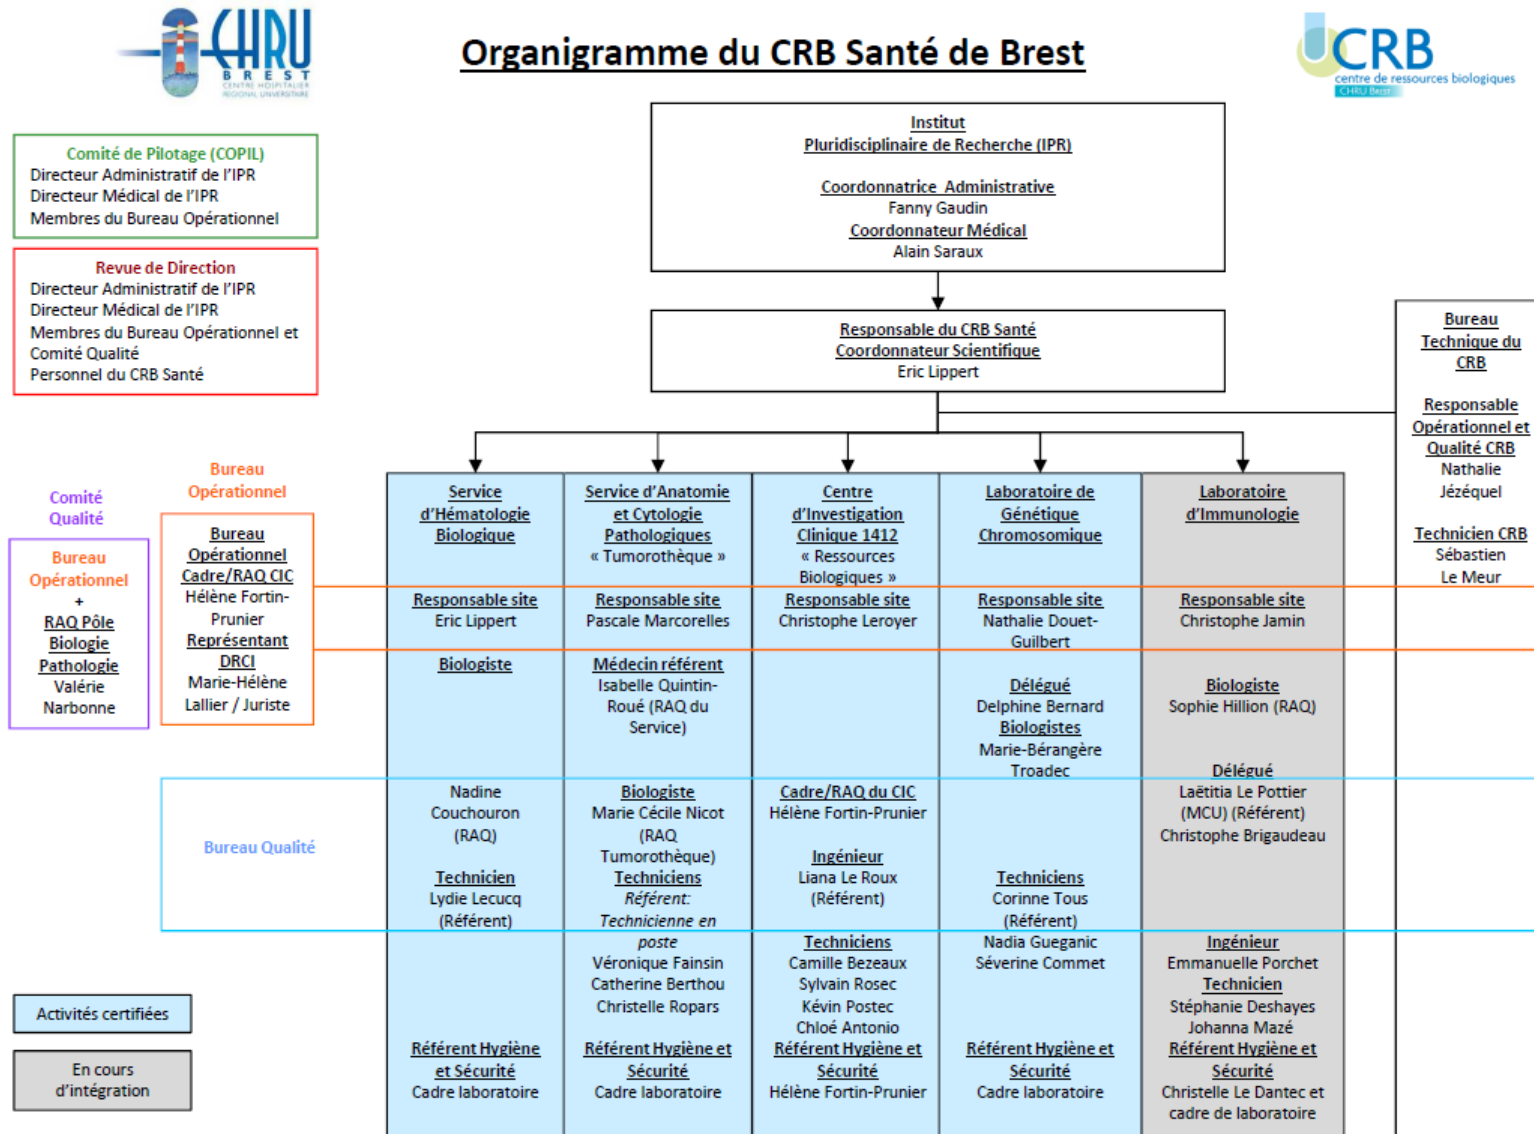 CHRU
BREST
CENTRE HOSPITALIER
REGIONAL UNIVERSITAIRE
Organigramme du CRB Santé de Brest
CRB
centre de ressources biologiques
CHRU Brest
Comité de Pilotage (COPIL)
Directeur Administratif de l'IPR
Directeur Médical de l'IPR
Membres du Bureau Opérationnel
Revue de Direction
Directeur Administratif de l'IPR
Directeur Médical de l'IPR
Membres du Bureau Opérationnel et
Comité Qualité
Personnel du CRB Santé
Institut
Pluridisciplinaire de Recherche (IPR)
Coordonnatrice Administrative
Fanny Gaudin
Coordonnateur Médical
Alain Saraux
Responsable du CRB Santé
Coordonnateur Scientifique
Eric Lippert
Bureau
Technique du
CRB
Responsable
Opérationnel et
Qualité CRB
Nathalie
Jézéquel
Technicien CRB
Sébastien
Le Meur
Comité
Qualité
Bureau
Opérationnel
+
RAQ Pôle
Biologie
Pathologie
Valérie
Narbonne
Bureau
Opérationnel
Bureau
Opérationnel
Cadre/RAQ CIC
Hélène Fortin-
Prunier
Représentant
DRCI
Marie-Hélène
Lallier / Juriste
Bureau Qualité
Service
d'Hématologie
Biologique
Responsable site
Eric Lippert
Biologiste
Nadine
Couchouron
(RAQ)
Technicien
Lydie Lecucq
(Référent)
Référent Hygiène
et Sécurité
Cadre laboratoire
Service d'Anatomie
et Cytologie
Pathologiques
« Tumorothèque »
Responsable site
Pascale Marcorelles
Médecin référent
Isabelle Quintin-
Roué (RAQ du
Service)
Biologiste
Marie Cécile Nicot
(RAQ
Tumorothèque)
Techniciens
Référent:
Technicienne en
poste
Véronique Fainsin
Catherine Berthou
Christelle Ropars
Référent Hygiène et
Sécurité
Cadre laboratoire
Centre
d'Investigation
Clinique 1412
« Ressources
Biologiques »
Responsable site
Christophe Leroyer
Cadre/RAQ du CIC
Hélène Fortin-Prunier
Ingénieur
Liana Le Roux
(Référent)
Techniciens
Camille Bezeaux
Sylvain Rosec
Kévin Postec
Chloé Antonio
Référent Hygiène et
Sécurité
Hélène Fortin-Prunier
Laboratoire de
Génétique
Chromosomique
Responsable site
Nathalie Douet-
Guilbert
Délégué
Delphine Bernard
Biologistes
Marie-Bérangère
Troadec
Techniciens
Corinne Tous
(Référent)
Nadia Gueganic
Séverine Commet
Référent Hygiène et
Sécurité
Cadre laboratoire
Laboratoire
d'Immunologie
Responsable site
Christophe Jamin
Biologiste
Sophie Hillion (RAQ)
Délégué
Laëtitia Le Pottier
(MCU) (Référent)
Christophe Brigaudeau
Ingénieur
Emmanuelle Porchet
Technicien
Stéphanie Deshayes
Johanna Mazé
Référent Hygiène et
Sécurité
Christelle Le Dantec et
cadre de laboratoire
Activités certifiées
En cours
d'intégration